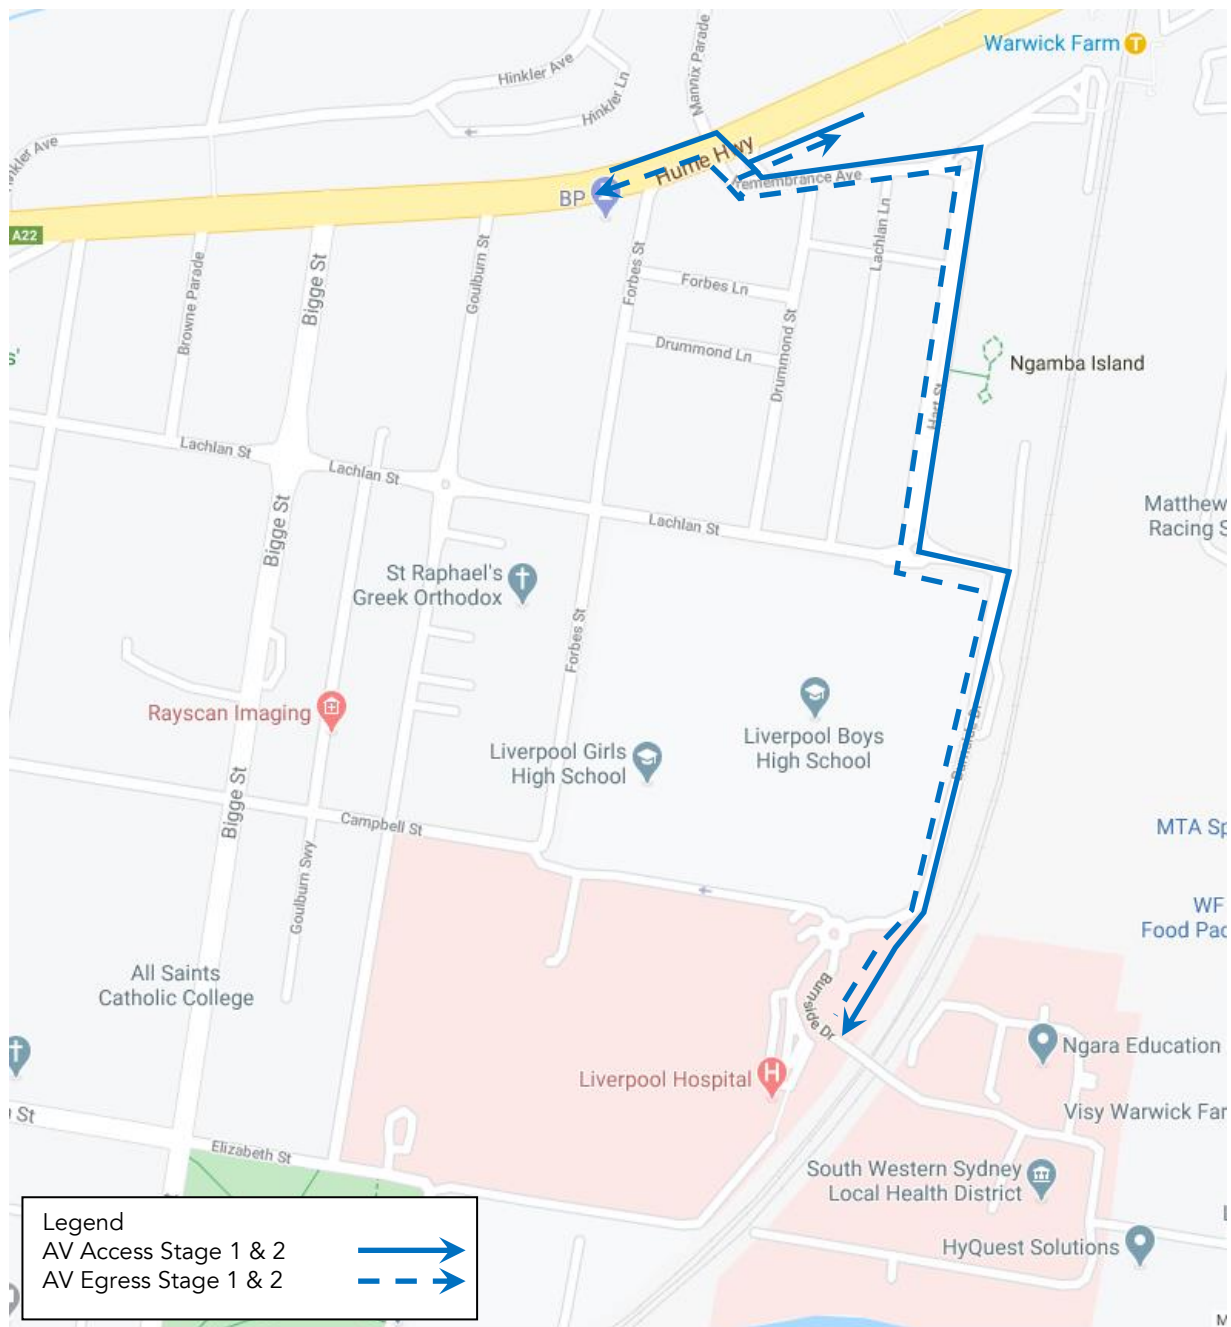 Warwick Farm
T
Mannix Parade
Hinkler Ave
Hinkler Ln
nkler Ave
Hume Hwy
remembrance Ave
BP
A22
Lachlan Ln
Forbes St
Forbes Ln
Goulburn St
Bigge St
Browne Parade
s'
Drummond Ln
Drummond St
Ngamba Island
Hart St
Lachlan St
Lachlan St
Bigge St
Lachlan St
Matthew
Racing S
St Raphael's
Greek Orthodox
Forbes St
Rayscan Imaging
Liverpool Boys
High School
Liverpool Girls
High School
Burnside Dr
Bigge St
Campbell St
MTA Sp
Goulburn Swy
WF
Food Pac
All Saints
Catholic College
Burnside Dr
Ngara Education
Liverpool Hospital
H
Visy Warwick Far
St
Elizabeth St
South Western Sydney
Local Health District
L
HyQuest Solutions
Legend
AV Access Stage 1 & 2
AV Egress Stage 1 & 2
M